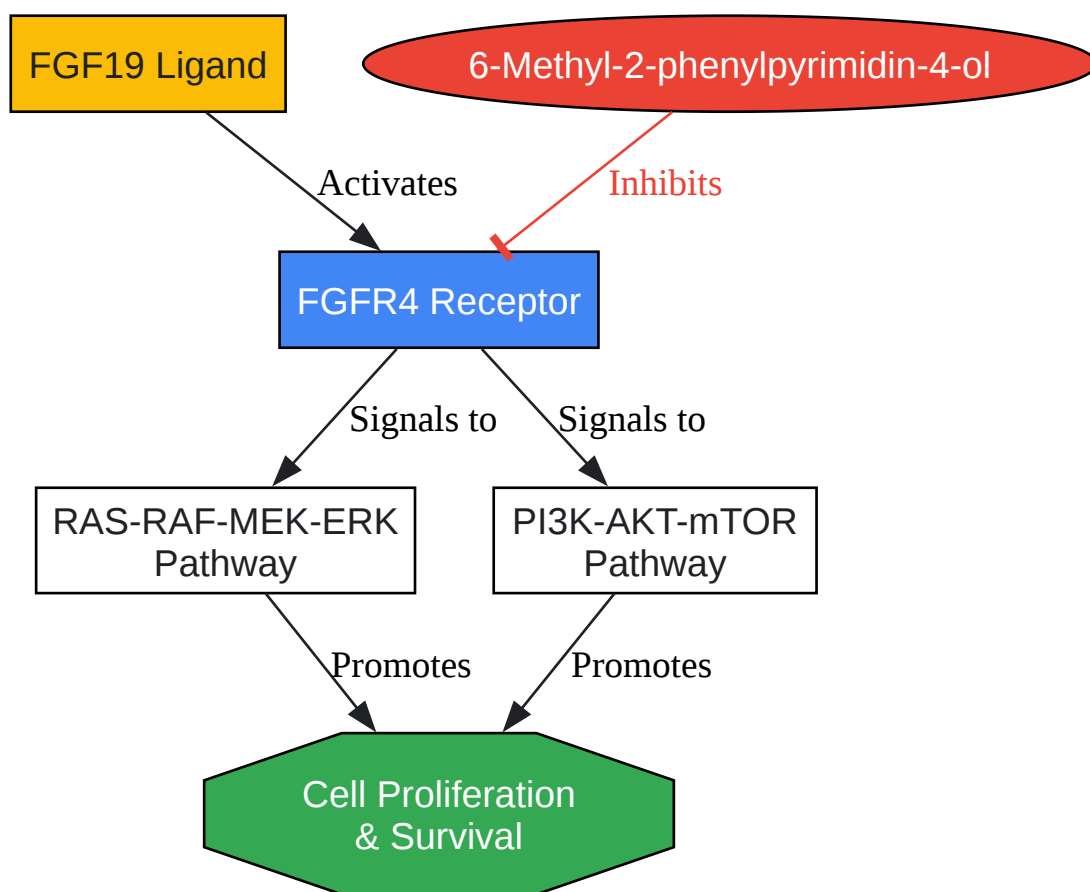 FGF19 Ligand
6-Methyl-2-phenylpyrimidin-4-ol
Activates
Inhibits
FGFR4 Receptor
Signals to
Signals to
RAS-RAF-MEK-ERK
Pathway
PI3K-AKT-mTOR
Pathway
Promotes
Promotes
Cell Proliferation
& Survival